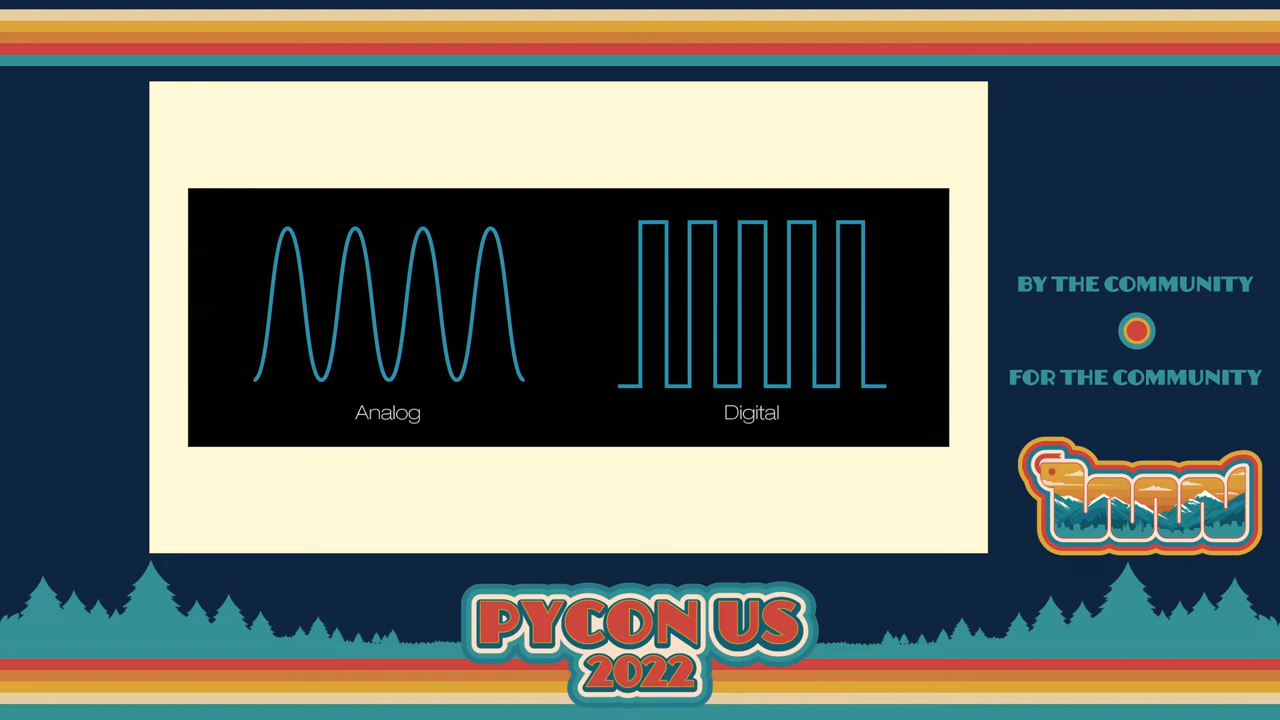 Analog
Digital
BY THE COMMUNITY
FOR THE COMMUNITY
PYCON US
2022